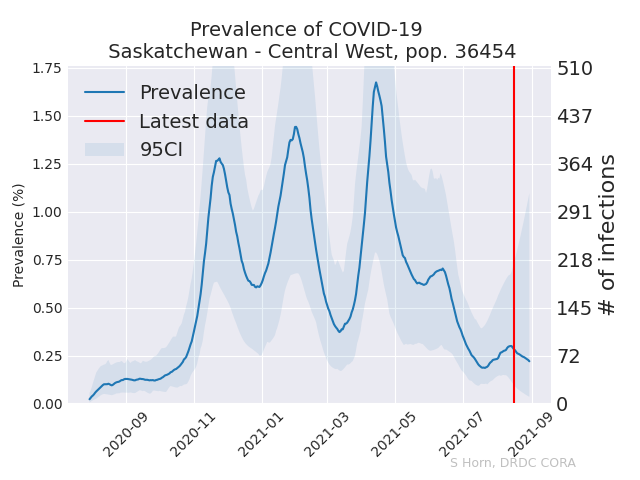 Prevalence of COVID-19
Saskatchewan - Central West, pop. 36454
Prevalence
Latest data
95CI
Prevalence (%)
1.75
1.50
1.25
1.00
0.75
0.50
0.25
0.00
510
437
364
291
218
145
72
0
# of infections
2020-09
2020-11
2021-01
2021-03
2021-05
2021-07
2021-09
S Horn, DRDC CORA